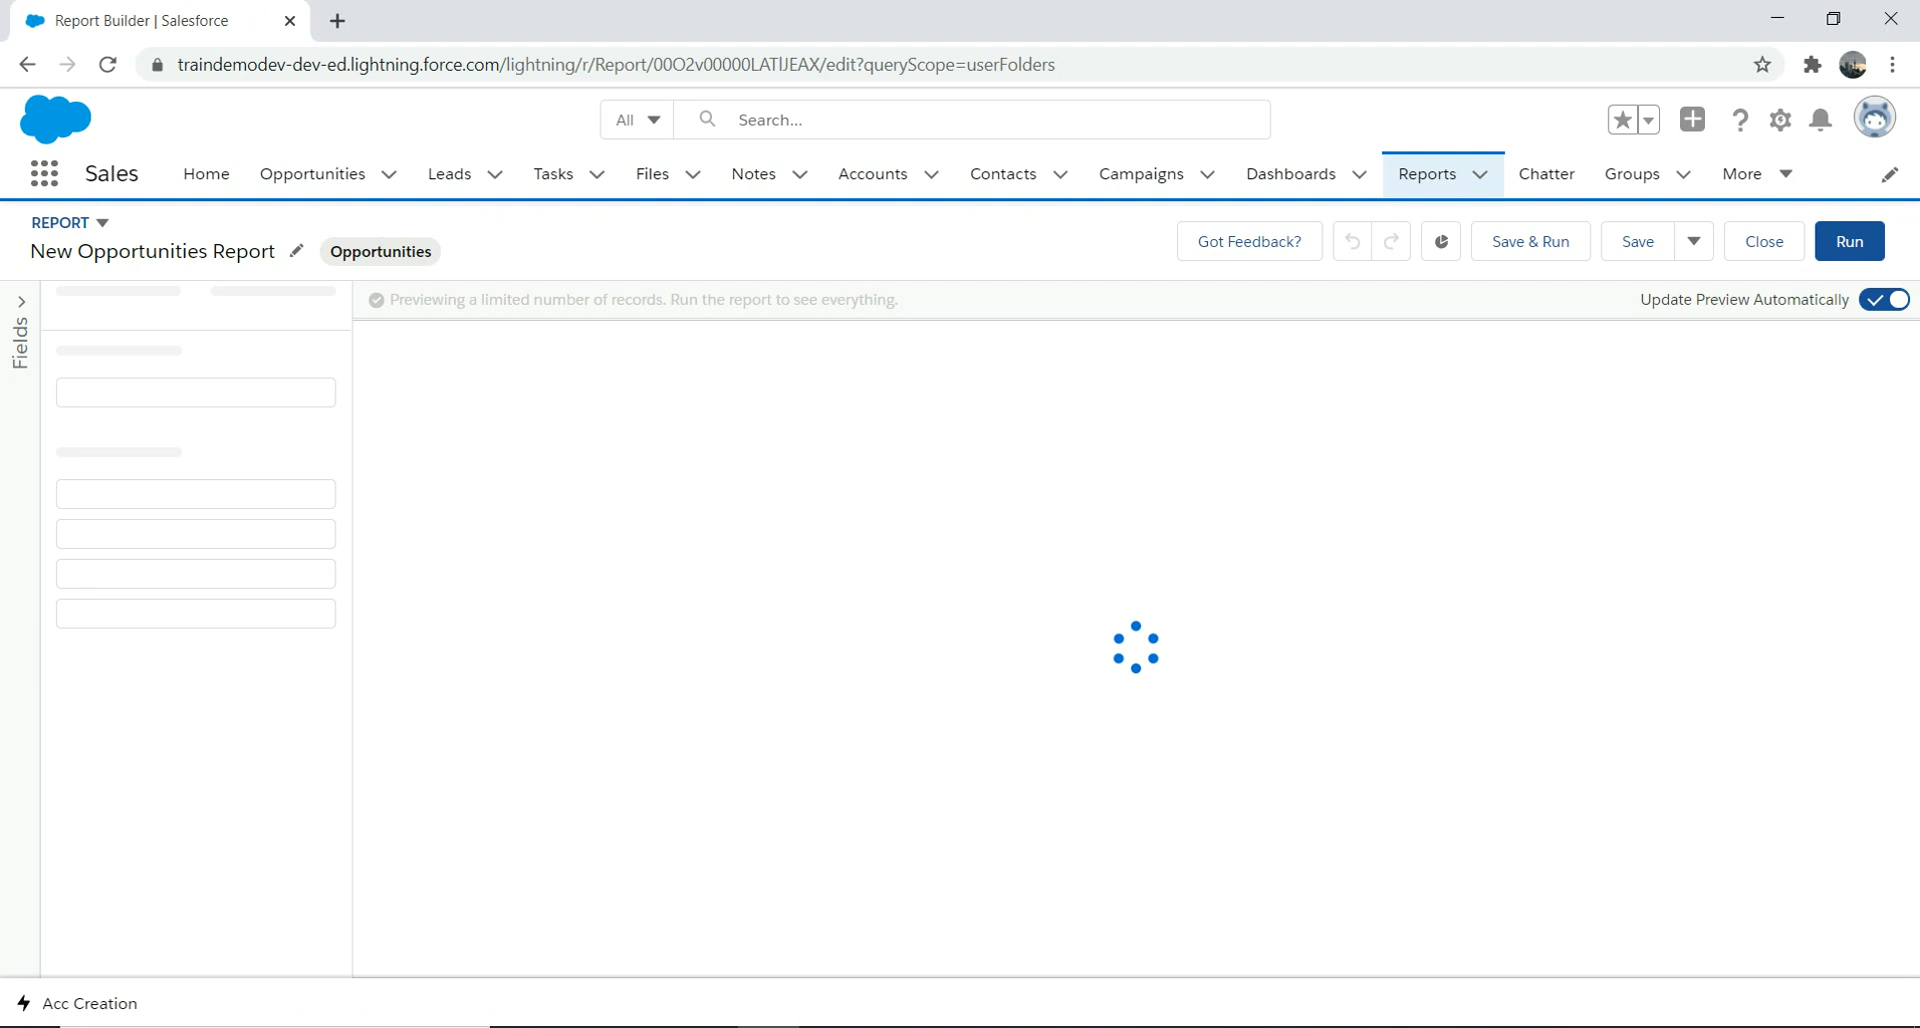 Report Builder | Salesforce
traindemodev-dev-ed.lightning.force.com/lightning/r/Report/00O2v00000LATlJEAX/edit?queryScope=userFolders
All Search...
Sales Home Opportunities Leads Tasks Files Notes Accounts Contacts Campaigns Dashboards Reports Chatter Groups More
REPORT
New Opportunities Report Opportunities
Got Feedback? Save & Run Save Close Run
Fields
Previewing a limited number of records. Run the report to see everything. Update Preview Automatically
Acc Creation